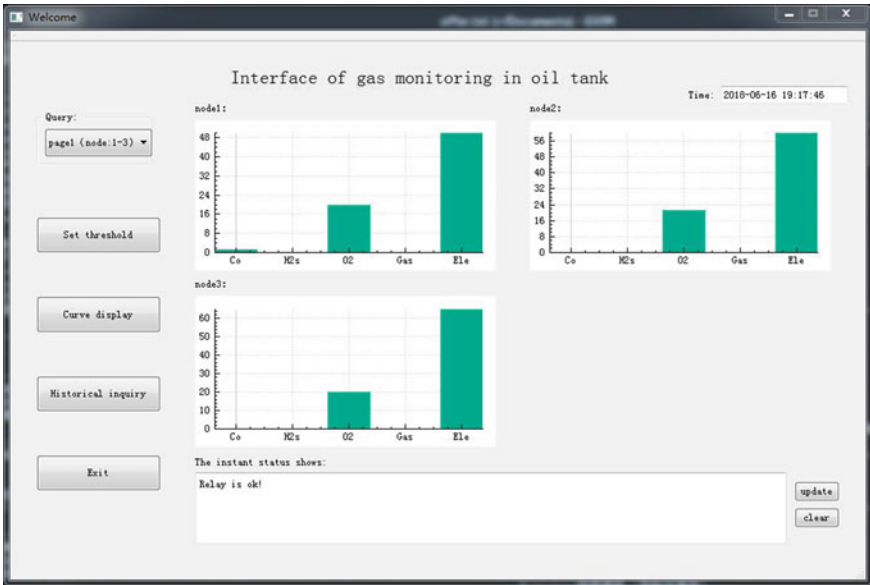 Welcome
Interface of gas monitoring in oil tank
Time: 2018-06-16 19:17:46
Query:
page1 (node:1-3)
Set threshold
Curve display
Historical inquiry
Exit
node1:
48
40
32
24
16
8
0
Co H2s O2 Gas Ele
node2:
56
48
40
32
24
16
8
0
Co H2s O2 Gas Ele
node3:
60
50
40
30
20
10
0
Co H2s O2 Gas Ele
The instant status shows:
Relay is ok!
update
clear